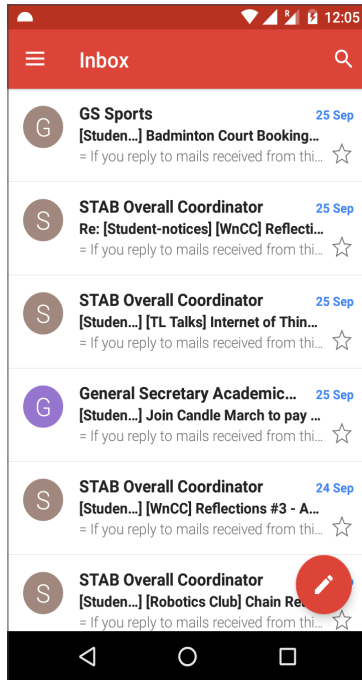 R
12:05
Inbox
G
GS Sports
25 Sep
[Studen...] Badminton Court Booking...
= If you reply to mails received from thi...
S
STAB Overall Coordinator
25 Sep
Re: [Student-notices] [WnCC] Reflecti...
= If you reply to mails received from thi...
S
STAB Overall Coordinator
25 Sep
[Studen...] [TL Talks] Internet of Thin...
= If you reply to mails received from thi...
G
General Secretary Academic...
25 Sep
[Studen...] Join Candle March to pay ...
= If you reply to mails received from thi...
S
STAB Overall Coordinator
24 Sep
[Studen...] [WnCC] Reflections #3 - A...
= If you reply to mails received from thi...
S
STAB Overall Coordinator
[Studen...] [Robotics Club] Chain
= If you reply to mails received from thi...